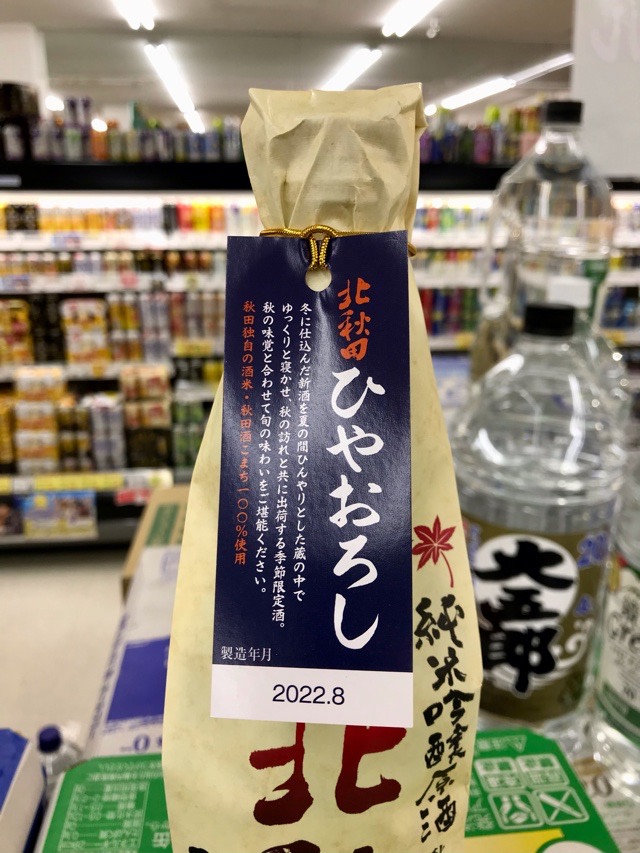 北秋田
ひやおろし
冬に仕込んだ新酒を夏の間ひんやりとした蔵の中で
ゆっくりと寝かせ、秋の訪れと共に出荷する季節限定酒。
秋の味覚と合わせて旬の味わいをご堪能ください。
秋田独自の酒米・秋田酒こまち一〇〇%使用
製造年月
2022.8
純米吟醸原酒
北
大五郎